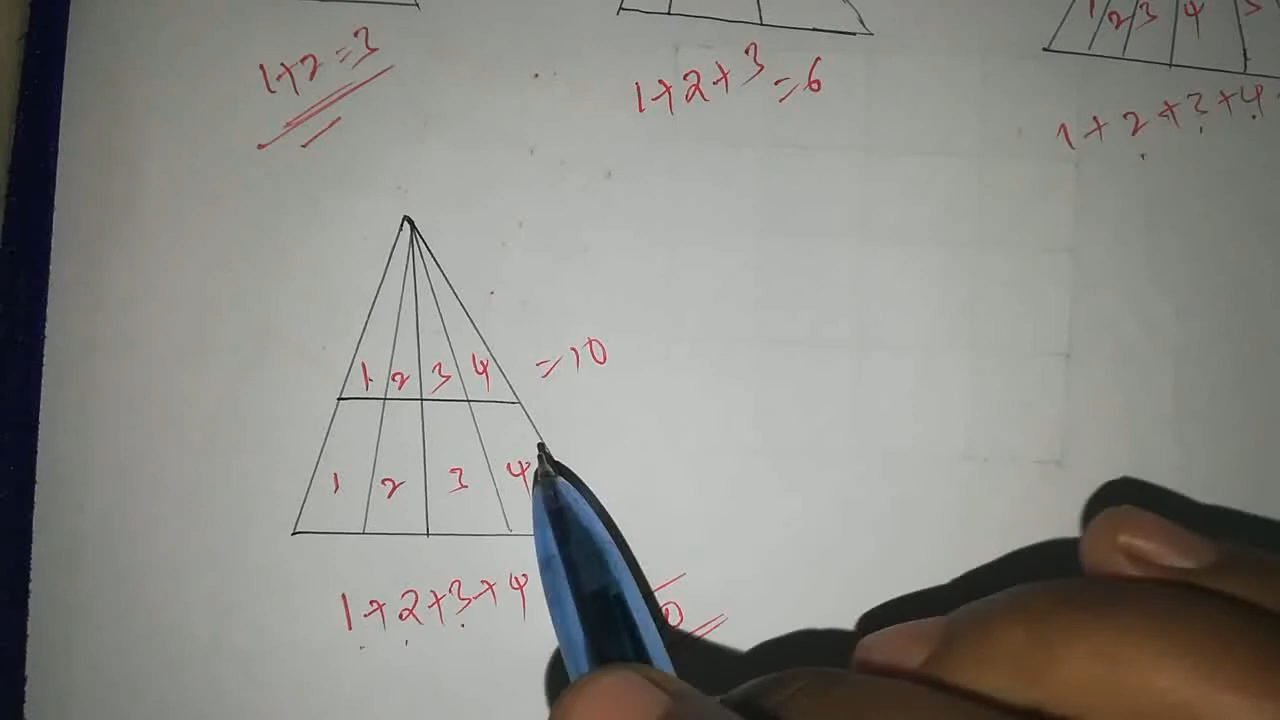 1 2 3 4
1+2=3
1+2+3=6
1+2+3+4
1 2 3 4 =10
1 2 3 4
1+2+3+4
0